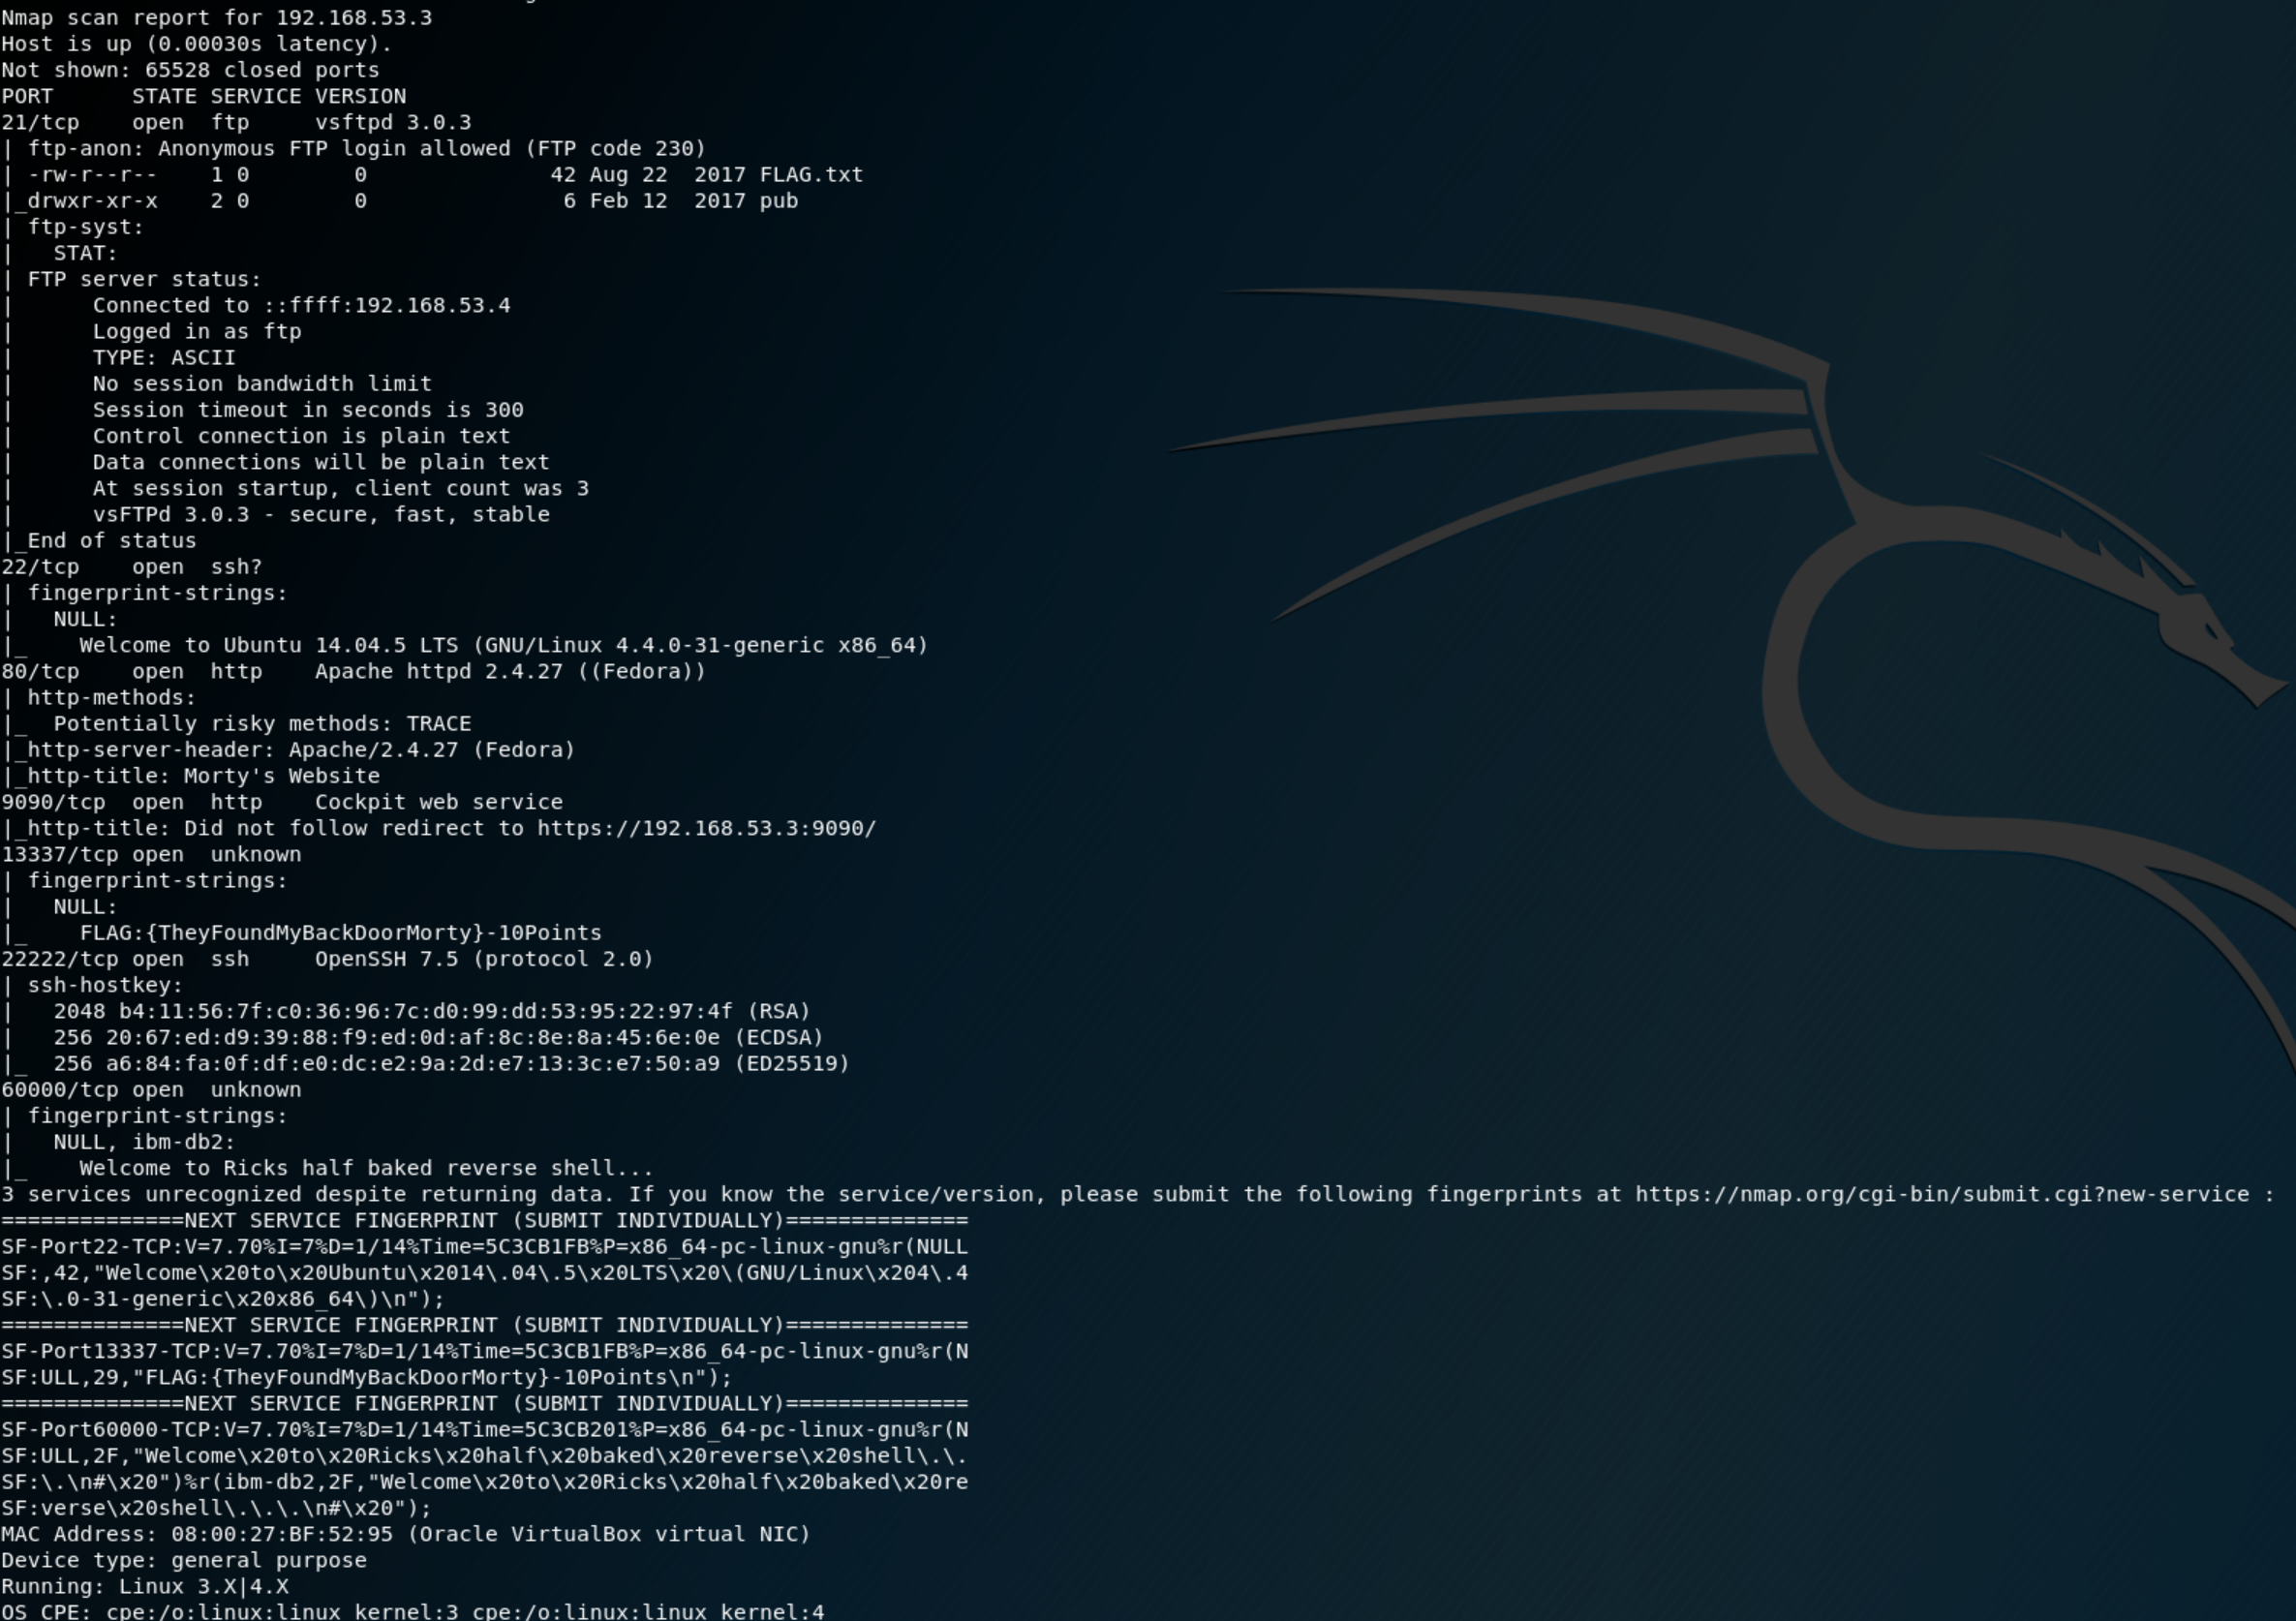 Nmap scan report for 192.168.53.3
Host is up (0.00030s latency).
Not shown: 65528 closed ports
PORT      STATE SERVICE VERSION
21/tcp    open  ftp     vsftpd 3.0.3
| ftp-anon: Anonymous FTP login allowed (FTP code 230)
| -rw-r--r--    1 0        0              42 Aug 22  2017 FLAG.txt
|_drwxr-xr-x    2 0        0               6 Feb 12  2017 pub
| ftp-syst:
|   STAT:
| FTP server status:
|      Connected to ::ffff:192.168.53.4
|      Logged in as ftp
|      TYPE: ASCII
|      No session bandwidth limit
|      Session timeout in seconds is 300
|      Control connection is plain text
|      Data connections will be plain text
|      At session startup, client count was 3
|      vsFTPd 3.0.3 - secure, fast, stable
|_End of status
22/tcp    open  ssh?
| fingerprint-strings:
|   NULL:
|_    Welcome to Ubuntu 14.04.5 LTS (GNU/Linux 4.4.0-31-generic x86_64)
80/tcp    open  http    Apache httpd 2.4.27 ((Fedora))
| http-methods:
|_  Potentially risky methods: TRACE
|_http-server-header: Apache/2.4.27 (Fedora)
|_http-title: Morty's Website
9090/tcp  open  http    Cockpit web service
|_http-title: Did not follow redirect to https://192.168.53.3:9090/
13337/tcp open  unknown
| fingerprint-strings:
|   NULL:
|_    FLAG:{TheyFoundMyBackDoorMorty}-10Points
22222/tcp open  ssh     OpenSSH 7.5 (protocol 2.0)
| ssh-hostkey:
|   2048 b4:11:56:7f:c0:36:96:7c:d0:99:dd:53:95:22:97:4f (RSA)
|   256 20:67:ed:d9:39:88:f9:ed:0d:af:8c:8e:8a:45:6e:0e (ECDSA)
|_  256 a6:84:fa:0f:df:e0:dc:e2:9a:2d:e7:13:3c:e7:50:a9 (ED25519)
60000/tcp open  unknown
| fingerprint-strings:
|   NULL, ibm-db2:
|_    Welcome to Ricks half baked reverse shell...
3 services unrecognized despite returning data. If you know the service/version, please submit the following fingerprints at https://nmap.org/cgi-bin/submit.cgi?new-service :
==============NEXT SERVICE FINGERPRINT (SUBMIT INDIVIDUALLY)==============
SF-Port22-TCP:V=7.70%I=7%D=1/14%Time=5C3CB1FB%P=x86_64-pc-linux-gnu%r(NULL
SF:,42,"Welcome\x20to\x20Ubuntu\x2014\.04\.5\x20LTS\x20\(GNU/Linux\x204\.4
SF:\.0-31-generic\x20x86_64\)\n");
==============NEXT SERVICE FINGERPRINT (SUBMIT INDIVIDUALLY)==============
SF-Port13337-TCP:V=7.70%I=7%D=1/14%Time=5C3CB1FB%P=x86_64-pc-linux-gnu%r(N
SF:ULL,29,"FLAG:{TheyFoundMyBackDoorMorty}-10Points\n");
==============NEXT SERVICE FINGERPRINT (SUBMIT INDIVIDUALLY)==============
SF-Port60000-TCP:V=7.70%I=7%D=1/14%Time=5C3CB201%P=x86_64-pc-linux-gnu%r(N
SF:ULL,2F,"Welcome\x20to\x20Ricks\x20half\x20baked\x20reverse\x20shell\.\.
SF:\.\n#\x20")%r(ibm-db2,2F,"Welcome\x20to\x20Ricks\x20half\x20baked\x20re
SF:verse\x20shell\.\.\.\n#\x20");
MAC Address: 08:00:27:BF:52:95 (Oracle VirtualBox virtual NIC)
Device type: general purpose
Running: Linux 3.X|4.X
OS CPE: cpe:/o:linux:linux_kernel:3 cpe:/o:linux:linux_kernel:4